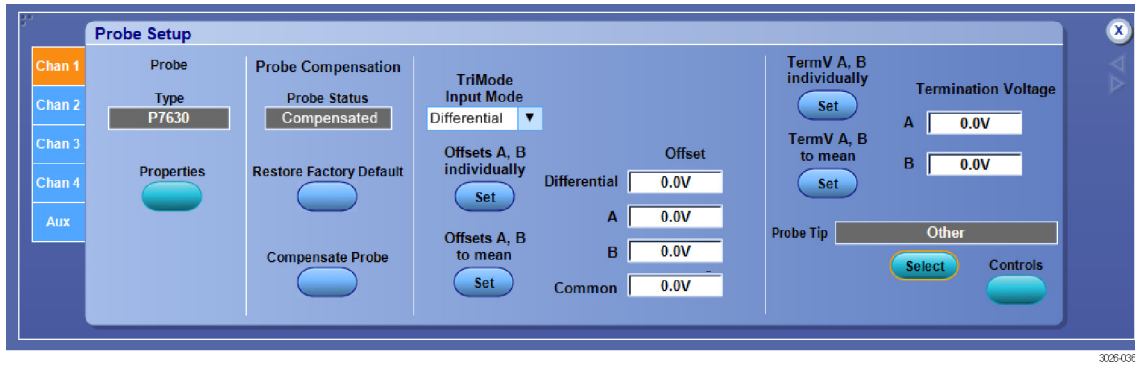 Probe Setup
X
Chan 1
Chan 2
Chan 3
Chan 4
Aux
Probe
Type
P7630
Properties
Probe Compensation
Probe Status
Compensated
Restore Factory Default
Compensate Probe
TriMode
Input Mode
Differential
Offsets A, B
individually
Set
Offsets A, B
to mean
Set
Offset
Differential 0.0V
A 0.0V
B 0.0V
Common 0.0V
TermV A, B
individually
Set
TermV A, B
to mean
Set
Termination Voltage
A 0.0V
B 0.0V
Probe Tip Other
Select
Controls
3026-036